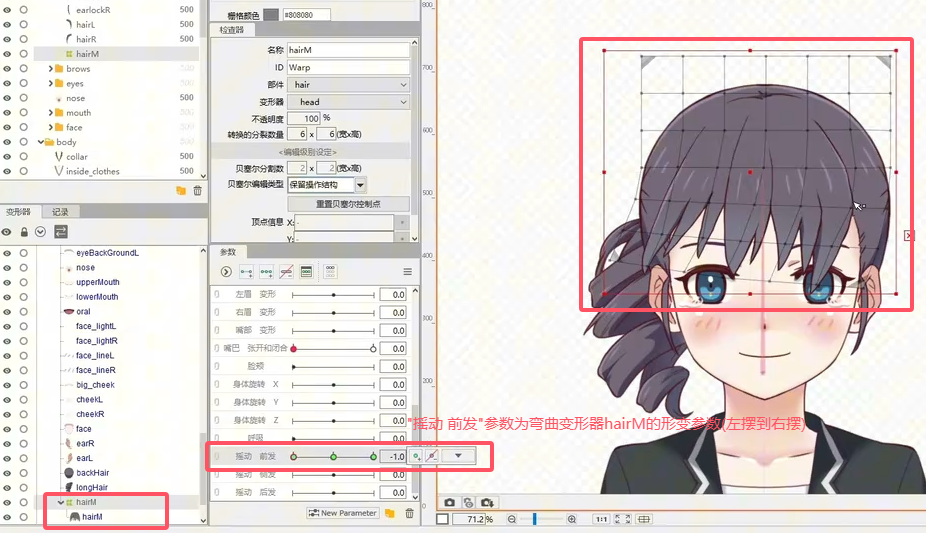 earlockR 500
hairL 500
hairR 500
hairM
brows
eyes
nose 500
mouth
face
body
collar 500
inside_clothes 500
变形器 记录
eyeBackGroundL
nose
upperMouth
lowerMouth
oral
face_lightL
face_lightR
face_lineL
face_lineR
big_cheek
cheekL
cheekR
face
earR
earL
backHair
longHair
hairM
hairM
栅格颜色 #808080
检查器
名称 hairM
ID Warp
部件 hair
变形器 head
不透明度 100 %
转换的分裂数量 6 x 6 (宽x高)
<编辑级别设定>
贝塞尔分割数 2 x 2 (宽x高)
贝塞尔编辑类型 保留操作结构
重置贝塞尔控制点
顶点信息 X: -
Y: -
参数
左眉 变形 0.0
右眉 变形 0.0
嘴部 变形 0.0
嘴巴 张开和闭合 0.0
脸颊 0.0
身体旋转 X 0.0
身体旋转 Y 0.0
身体旋转 Z 0.0
呼吸 0.0
摇动 前发 -1.0
摇动 侧发 0.0
摇动 后发 0.0
New Parameter
800
700
600
500
400
300
200
"摇动 前发"参数为弯曲变形器hairM的形变参数(左摆到右摆)
71.2 %
1:1